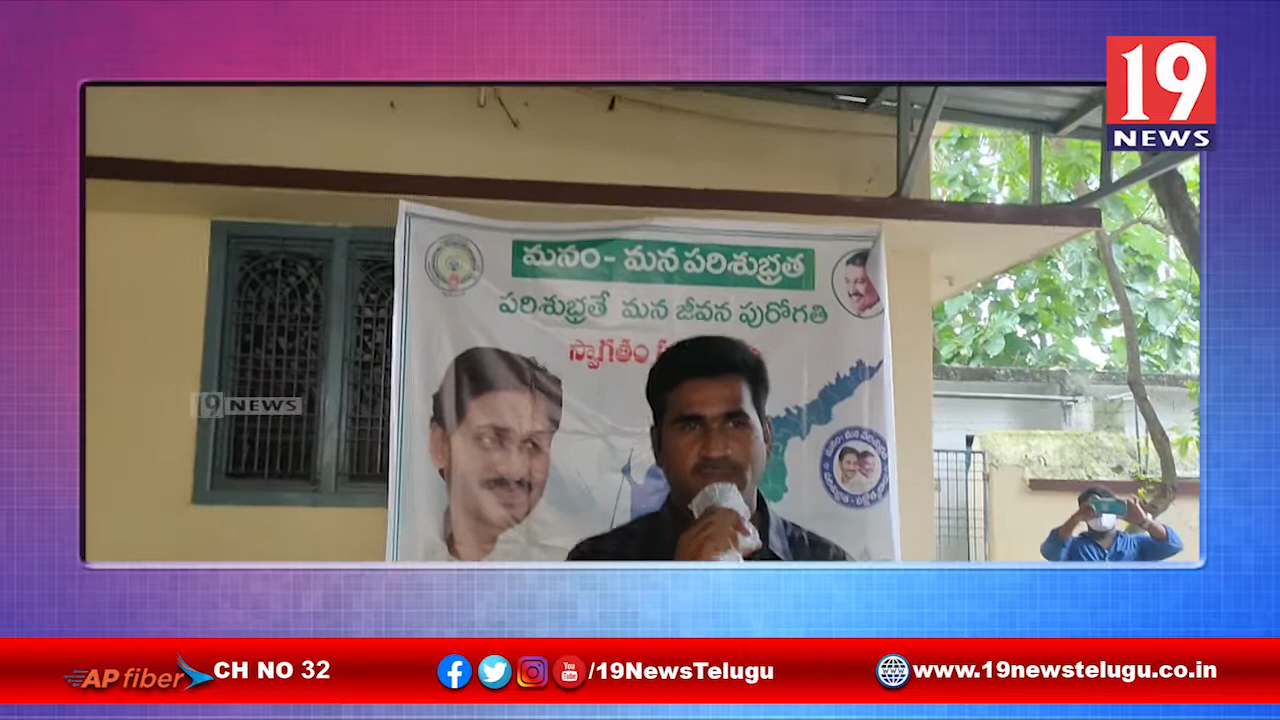 19
NEWS
మనం - మన పరిశుభ్రత
పరిశుభ్రతే మన జీవన పురోగతి
స్వాగతం
19 NEWS
AP fiber CH NO 32
/19NewsTelugu
www.19newstelugu.co.in